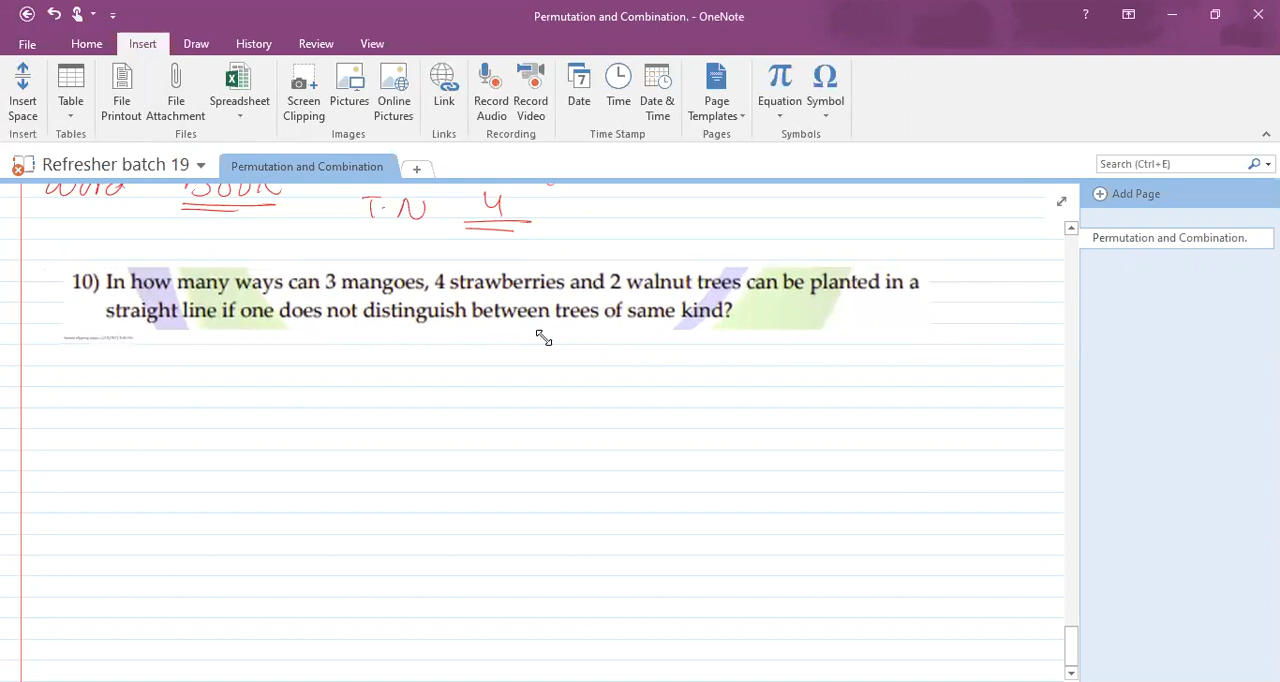 Permutation and Combination. - OneNote
?
File Home Insert Draw History Review View
Insert Space
Table
File Printout
File Attachment
Spreadsheet
Screen Clipping
Pictures
Online Pictures
Link
Record Audio
Record Video
Date
Time
Date & Time
Page Templates
Equation
Symbol
Insert Tables Files Images Links Recording Time Stamp Pages Symbols
Refresher batch 19 Permutation and Combination Search (Ctrl+E)
Add Page
Permutation and Combination.
T.N 4
10) In how many ways can 3 mangoes, 4 strawberries and 2 walnut trees can be planted in a
straight line if one does not distinguish between trees of same kind?